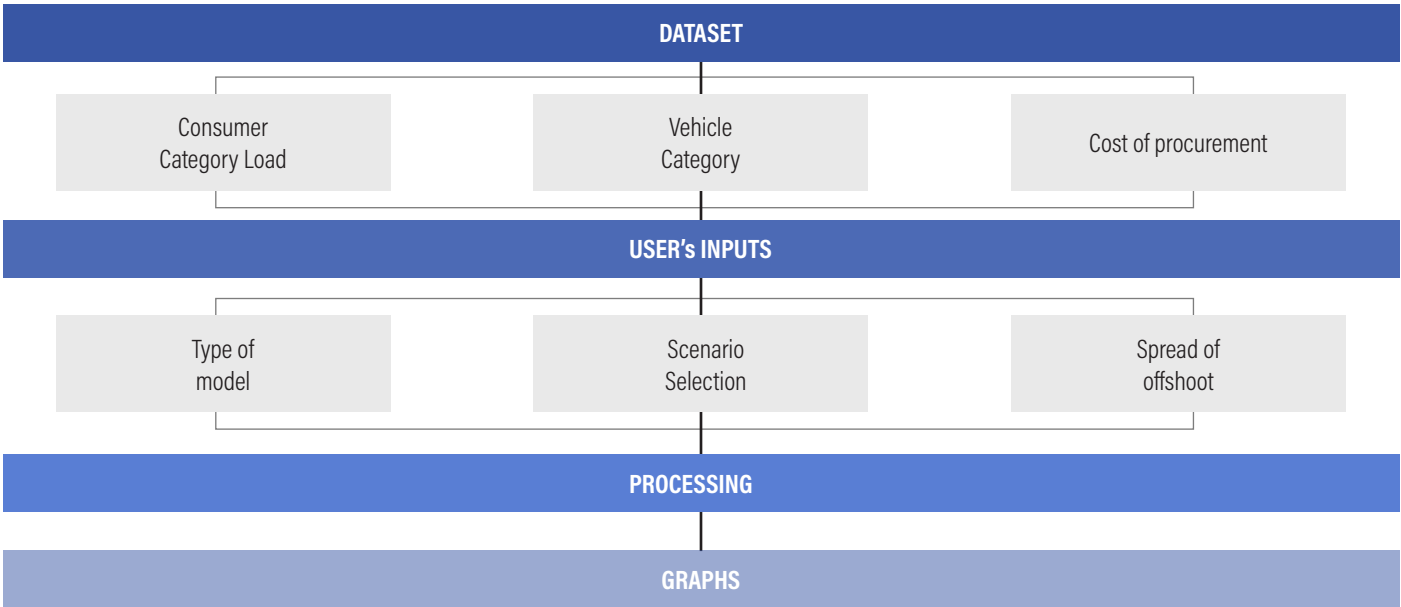 DATASET
Consumer
Category Load
Vehicle
Category
Cost of procurement
USER's INPUTS
Type of
model
Scenario
Selection
Spread of
offshoot
PROCESSING
GRAPHS